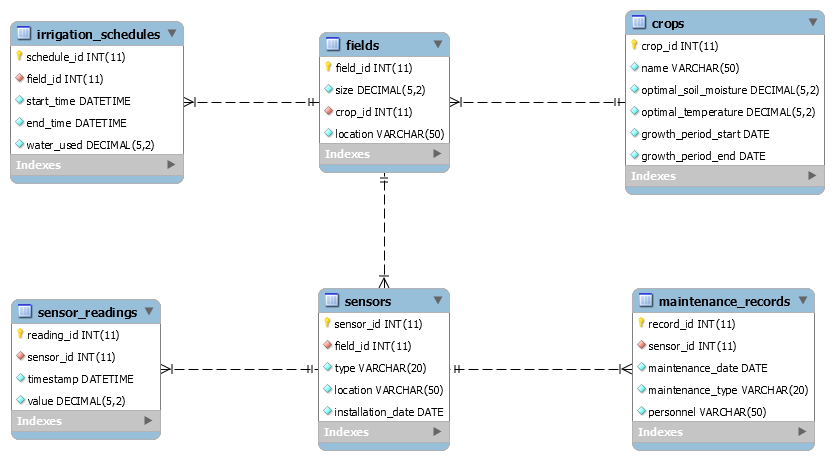 irrigation_schedules
schedule_id INT(11)
field_id INT(11)
start_time DATETIME
end_time DATETIME
water_used DECIMAL(5,2)
Indexes
fields
field_id INT(11)
size DECIMAL(5,2)
crop_id INT(11)
location VARCHAR(50)
Indexes
crops
crop_id INT(11)
name VARCHAR(50)
optimal_soil_moisture DECIMAL(5,2)
optimal_temperature DECIMAL(5,2)
growth_period_start DATE
growth_period_end DATE
Indexes
sensor_readings
reading_id INT(11)
sensor_id INT(11)
timestamp DATETIME
value DECIMAL(5,2)
Indexes
sensors
sensor_id INT(11)
field_id INT(11)
type VARCHAR(20)
location VARCHAR(50)
installation_date DATE
Indexes
maintenance_records
record_id INT(11)
sensor_id INT(11)
maintenance_date DATE
maintenance_type VARCHAR(20)
personnel VARCHAR(50)
Indexes